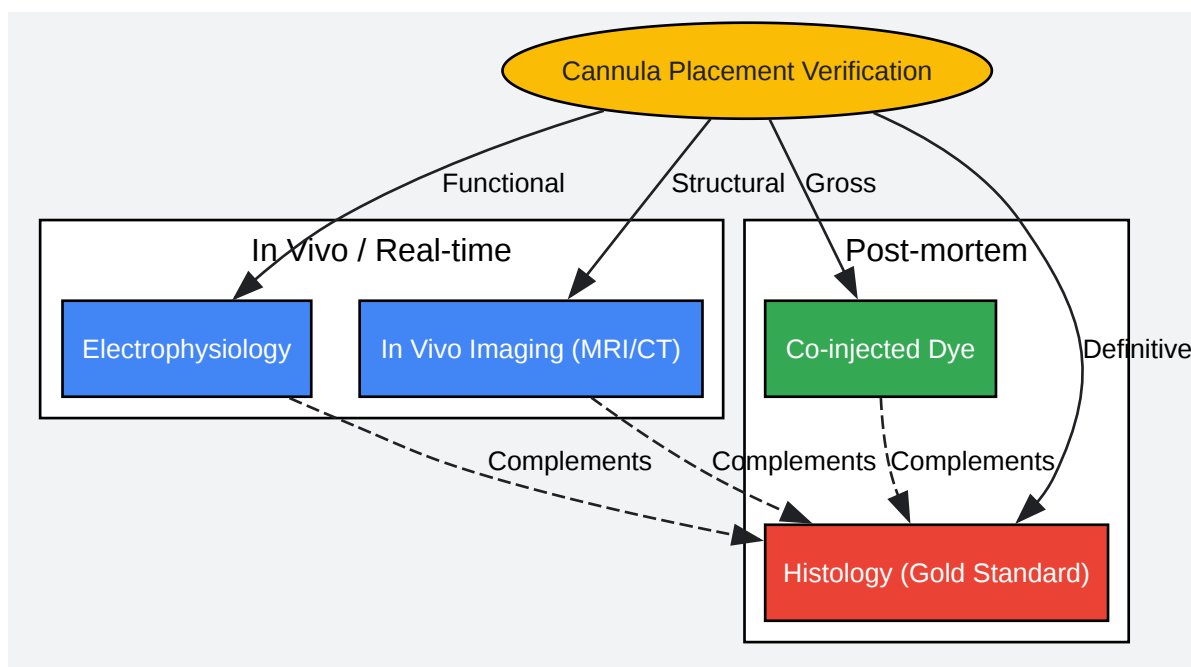 Cannula Placement Verification
Functional
Structural
Gross
In Vivo / Real-time
Post-mortem
Electrophysiology
In Vivo Imaging (MRI/CT)
Co-injected Dye
Definitive
Complements
Complements
Complements
Histology (Gold Standard)